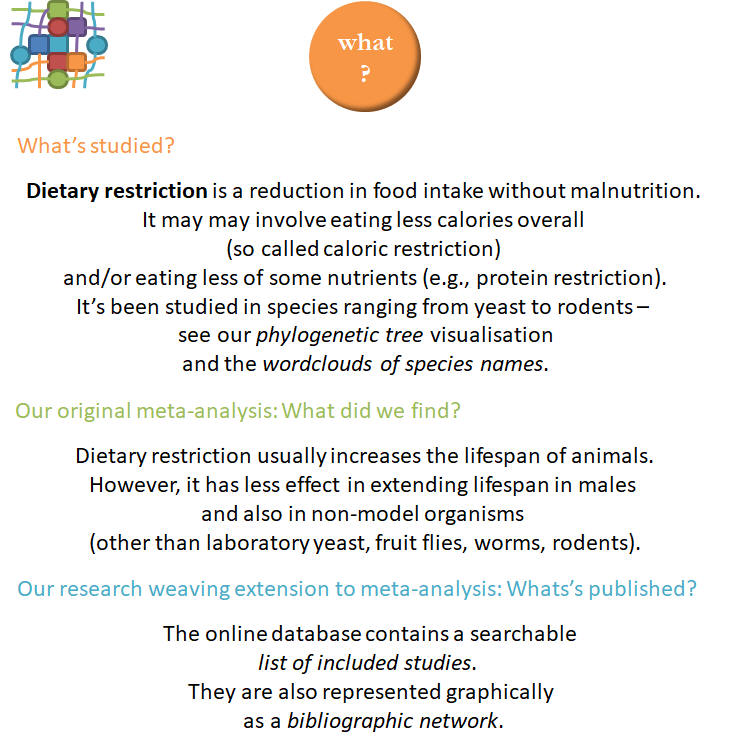 what
?
What's studied?
Dietary restriction is a reduction in food intake without malnutrition.
It may may involve eating less calories overall
(so called caloric restriction)
and/or eating less of some nutrients (e.g., protein restriction).
It's been studied in species ranging from yeast to rodents –
see our phylogenetic tree visualisation
and the wordclouds of species names.
Our original meta-analysis: What did we find?
Dietary restriction usually increases the lifespan of animals.
However, it has less effect in extending lifespan in males
and also in non-model organisms
(other than laboratory yeast, fruit flies, worms, rodents).
Our research weaving extension to meta-analysis: Whats's published?
The online database contains a searchable
list of included studies.
They are also represented graphically
as a bibliographic network.